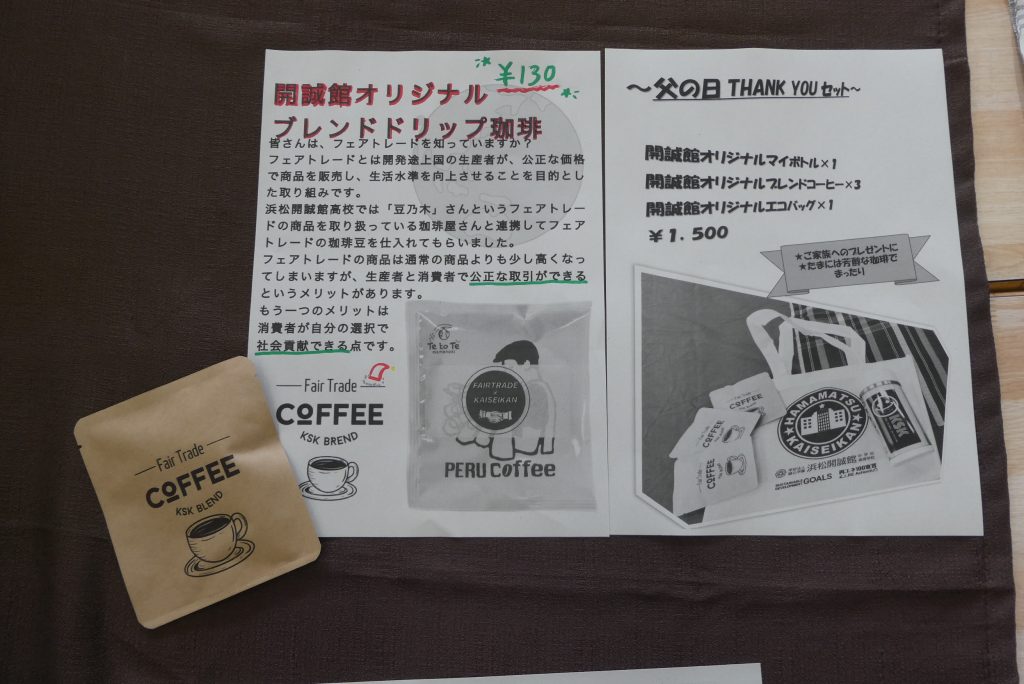 ¥130
開誠館オリジナル
ブレンドドリップ珈琲
皆さんは、フェアトレードを知っていますか？
フェアトレードとは開発途上国の生産者が、公正な価格
で商品を販売し、生活水準を向上させることを目的とし
た取り組みです。
浜松開誠館高校では「豆乃木」さんというフェアトレー
ドの商品を取り扱っている珈琲屋さんと連携してフェア
トレードの珈琲豆を仕入れてもらいました。
フェアトレードの商品は通常の商品よりも少し高くなっ
てしまいますが、生産者と消費者で公正な取引ができる
というメリットがあります。
もう一つのメリットは
消費者が自分の選択で
社会貢献できる点です。
Fair Trade
COFFEE
KSK BREND
Te to Te
FAIRTRADE
×
KAISEIKAN
PERU Coffee
Fair Trade
COFFEE
KSK BLEND
～父の日 THANK YOU セット～
開誠館オリジナルマイボトル×1
開誠館オリジナルブレンドコーヒー×3
開誠館オリジナルエコバッグ×1
￥1,500
★ご家族へのプレゼントに
★たまには芳醇な珈琲で
まったり
COFFEE
COFFEE
COFFEE
HAMAMATSU
KAISEIKAN
KSK
浜松開誠館
SUSTAINABLE
DEVELOPMENT GOALS